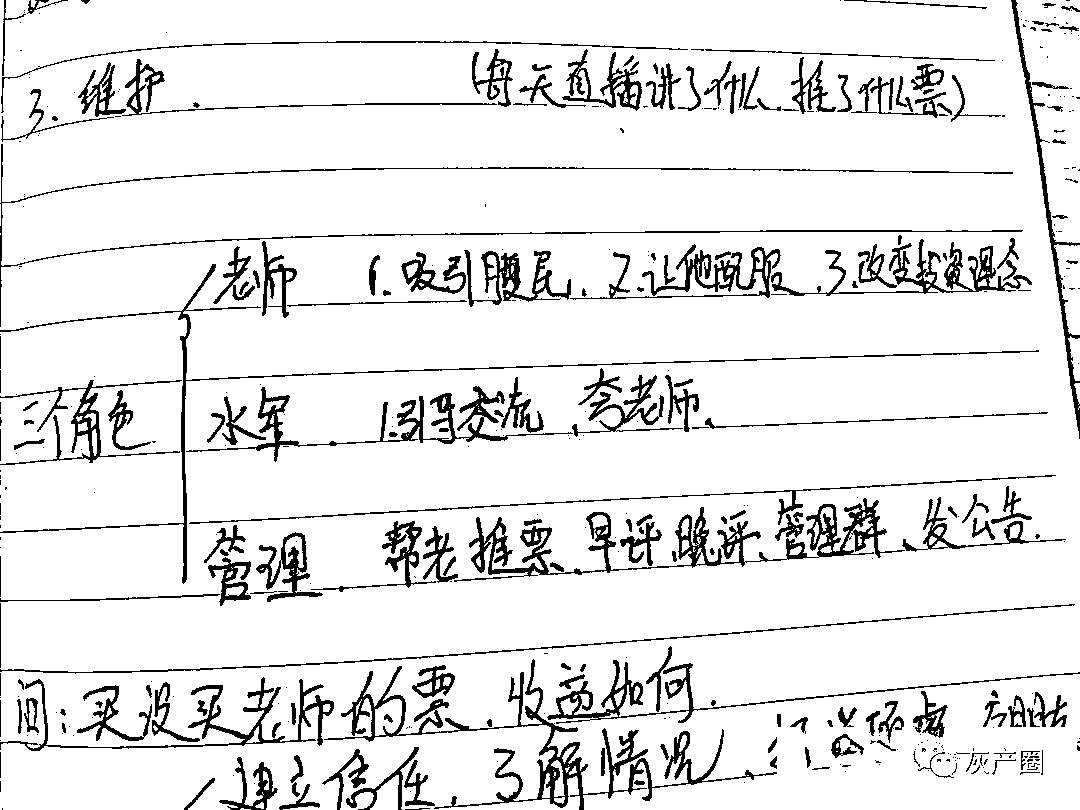 3、维护. (每天直播讲了什么,推了什么票)
老师 1.吸引股民、2.让他配服、3.改变投资理念
三个角色
水军. 1.引导交流、夸老师、
管理. 帮老推票、早评、晚评、管理群、发公告.
问:买没买老师的票,收益如何.
建立信任,了解情况、
灰产圈